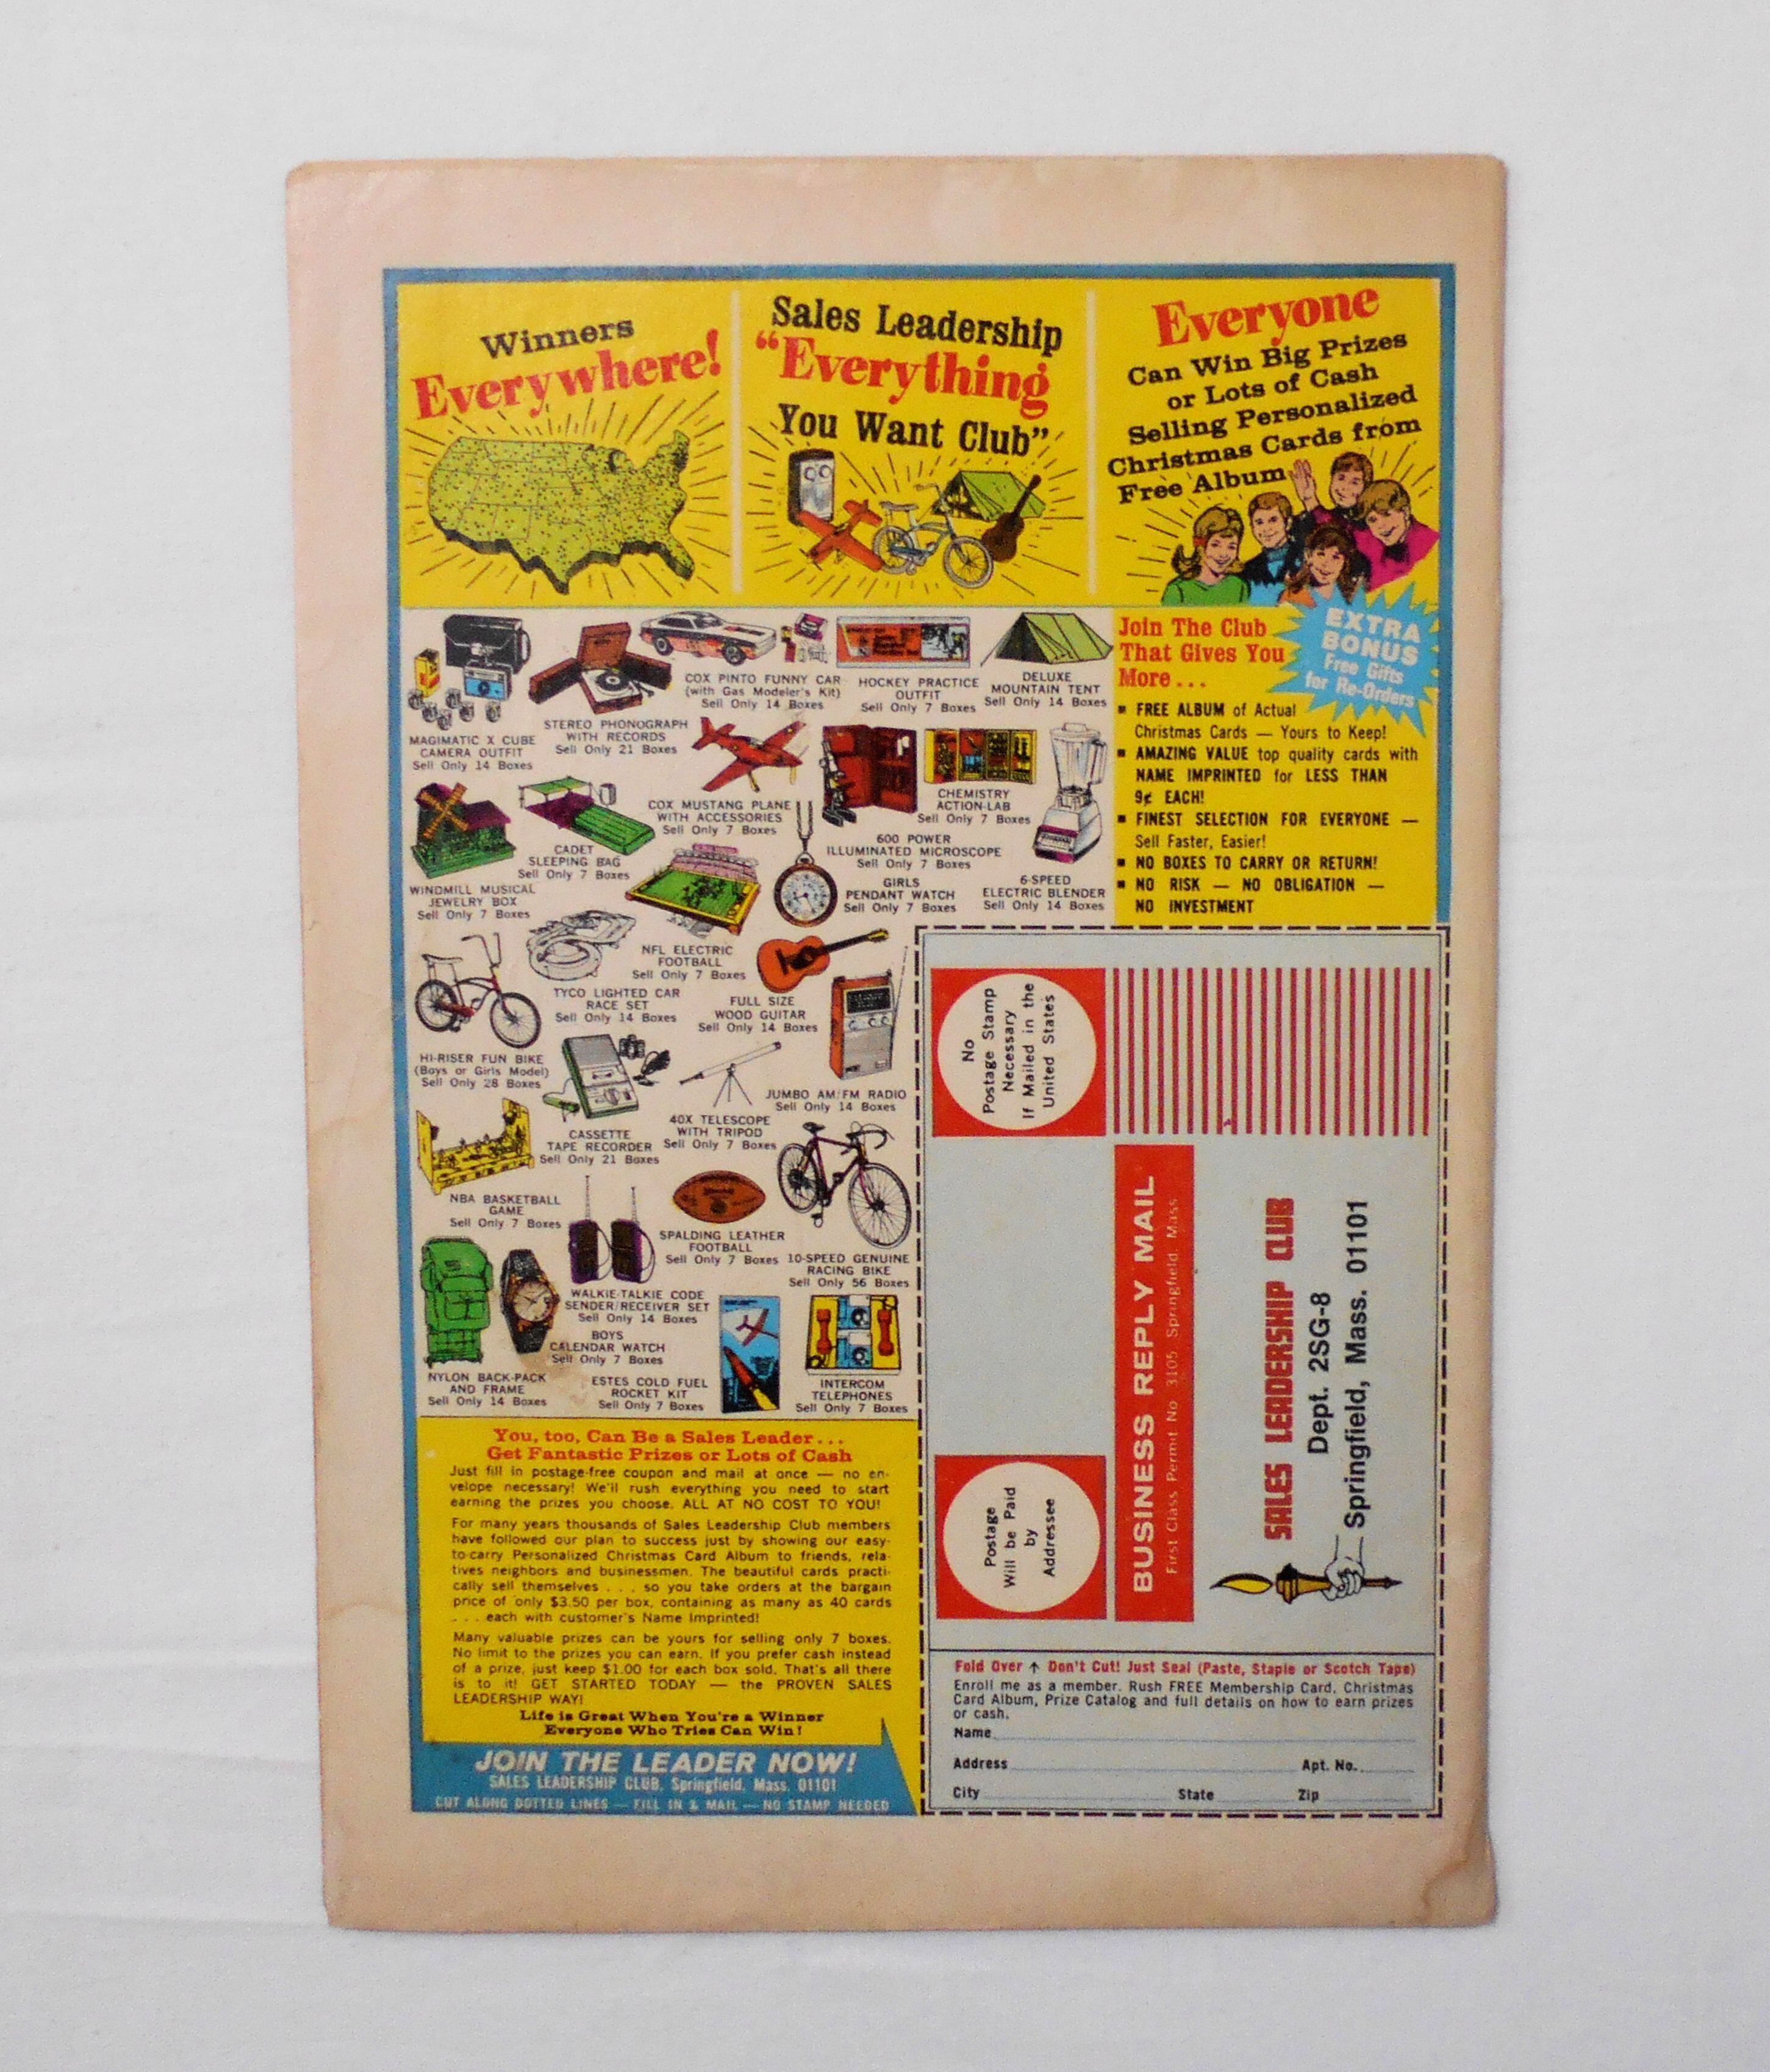 Winners
Everywhere!
Sales Leadership
"Everything
You Want Club"
Everyone
Can Win Big Prizes
or Lots of Cash
Selling Personalized
Christmas Cards from
Free Album
MAGIMATIC X CUBE
CAMERA OUTFIT
Sell Only 14 Boxes
STEREO PHONOGRAPH
WITH RECORDS
Sell Only 21 Boxes
COX PINTO FUNNY CAR
(with Gas Modeler's Kit)
Sell Only 14 Boxes
HOCKEY PRACTICE
OUTFIT
Sell Only 7 Boxes
DELUXE
MOUNTAIN TENT
Sell Only 14 Boxes
WINDMILL MUSICAL
JEWELRY BOX
Sell Only 7 Boxes
CADET
SLEEPING BAG
Sell Only 7 Boxes
COX MUSTANG PLANE
WITH ACCESSORIES
Sell Only 7 Boxes
600 POWER
ILLUMINATED MICROSCOPE
Sell Only 7 Boxes
CHEMISTRY
ACTION-LAB
Sell Only 7 Boxes
GIRLS
PENDANT WATCH
Sell Only 7 Boxes
6-SPEED
ELECTRIC BLENDER
Sell Only 14 Boxes
NFL ELECTRIC
FOOTBALL
Sell Only 7 Boxes
TYCO LIGHTED CAR
RACE SET
Sell Only 14 Boxes
FULL SIZE
WOOD GUITAR
Sell Only 14 Boxes
HI-RISER FUN BIKE
(Boys or Girls Model)
Sell Only 28 Boxes
CASSETTE
TAPE RECORDER
Sell Only 21 Boxes
40X TELESCOPE
WITH TRIPOD
Sell Only 7 Boxes
JUMBO AM/FM RADIO
Sell Only 14 Boxes
NBA BASKETBALL
GAME
Sell Only 7 Boxes
SPALDING LEATHER
FOOTBALL
Sell Only 7 Boxes
10-SPEED GENUINE
RACING BIKE
Sell Only 56 Boxes
WALKIE-TALKIE CODE
SENDER/RECEIVER SET
Sell Only 14 Boxes
BOYS
CALENDAR WATCH
Sell Only 7 Boxes
NYLON BACK-PACK
AND FRAME
Sell Only 14 Boxes
ESTES COLD FUEL
ROCKET KIT
Sell Only 7 Boxes
INTERCOM
TELEPHONES
Sell Only 7 Boxes
Join The Club
That Gives You
More...
EXTRA
BONUS
Free Gifts
for Re-Orders
▪ FREE ALBUM of Actual
Christmas Cards — Yours to Keep!
▪ AMAZING VALUE top quality cards with
NAME IMPRINTED for LESS THAN
9¢ EACH!
▪ FINEST SELECTION FOR EVERYONE —
Sell Faster, Easier!
▪ NO BOXES TO CARRY OR RETURN!
▪ NO RISK — NO OBLIGATION —
NO INVESTMENT
You, too, Can Be a Sales Leader...
Get Fantastic Prizes or Lots of Cash
Just fill in postage-free coupon and mail at once — no en-
velope necessary! We'll rush everything you need to start
earning the prizes you choose. ALL AT NO COST TO YOU!
For many years thousands of Sales Leadership Club members
have followed our plan to success just by showing our easy-
to-carry Personalized Christmas Card Album to friends, rela-
tives neighbors and businessmen. The beautiful cards practi-
cally sell themselves . . . so you take orders at the bargain
price of only $3.50 per box, containing as many as 40 cards
. . . each with customer's Name Imprinted!
Many valuable prizes can be yours for selling only 7 boxes.
No limit to the prizes you can earn. If you prefer cash instead
of a prize, just keep $1.00 for each box sold. That's all there
is to it! GET STARTED TODAY — the PROVEN SALES
LEADERSHIP WAY!
Life is Great When You're a Winner
Everyone Who Tries Can Win!
JOIN THE LEADER NOW!
SALES LEADERSHIP CLUB, Springfield, Mass. 01101
CUT ALONG DOTTED LINES — FILL IN & MAIL — NO STAMP NEEDED
No
Postage Stamp
Necessary
If Mailed in the
United States
Postage
Will be Paid
by
Addressee
BUSINESS REPLY MAIL
First Class Permit No 3105 Springfield, Mass
SALES LEADERSHIP CLUB
Dept. 2SG-8
Springfield, Mass. 01101
Fold Over ↑ Don't Cut! Just Seal (Paste, Staple or Scotch Tape)
Enroll me as a member. Rush FREE Membership Card, Christmas
Card Album, Prize Catalog and full details on how to earn prizes
or cash.
Name
Address Apt. No.
City State Zip